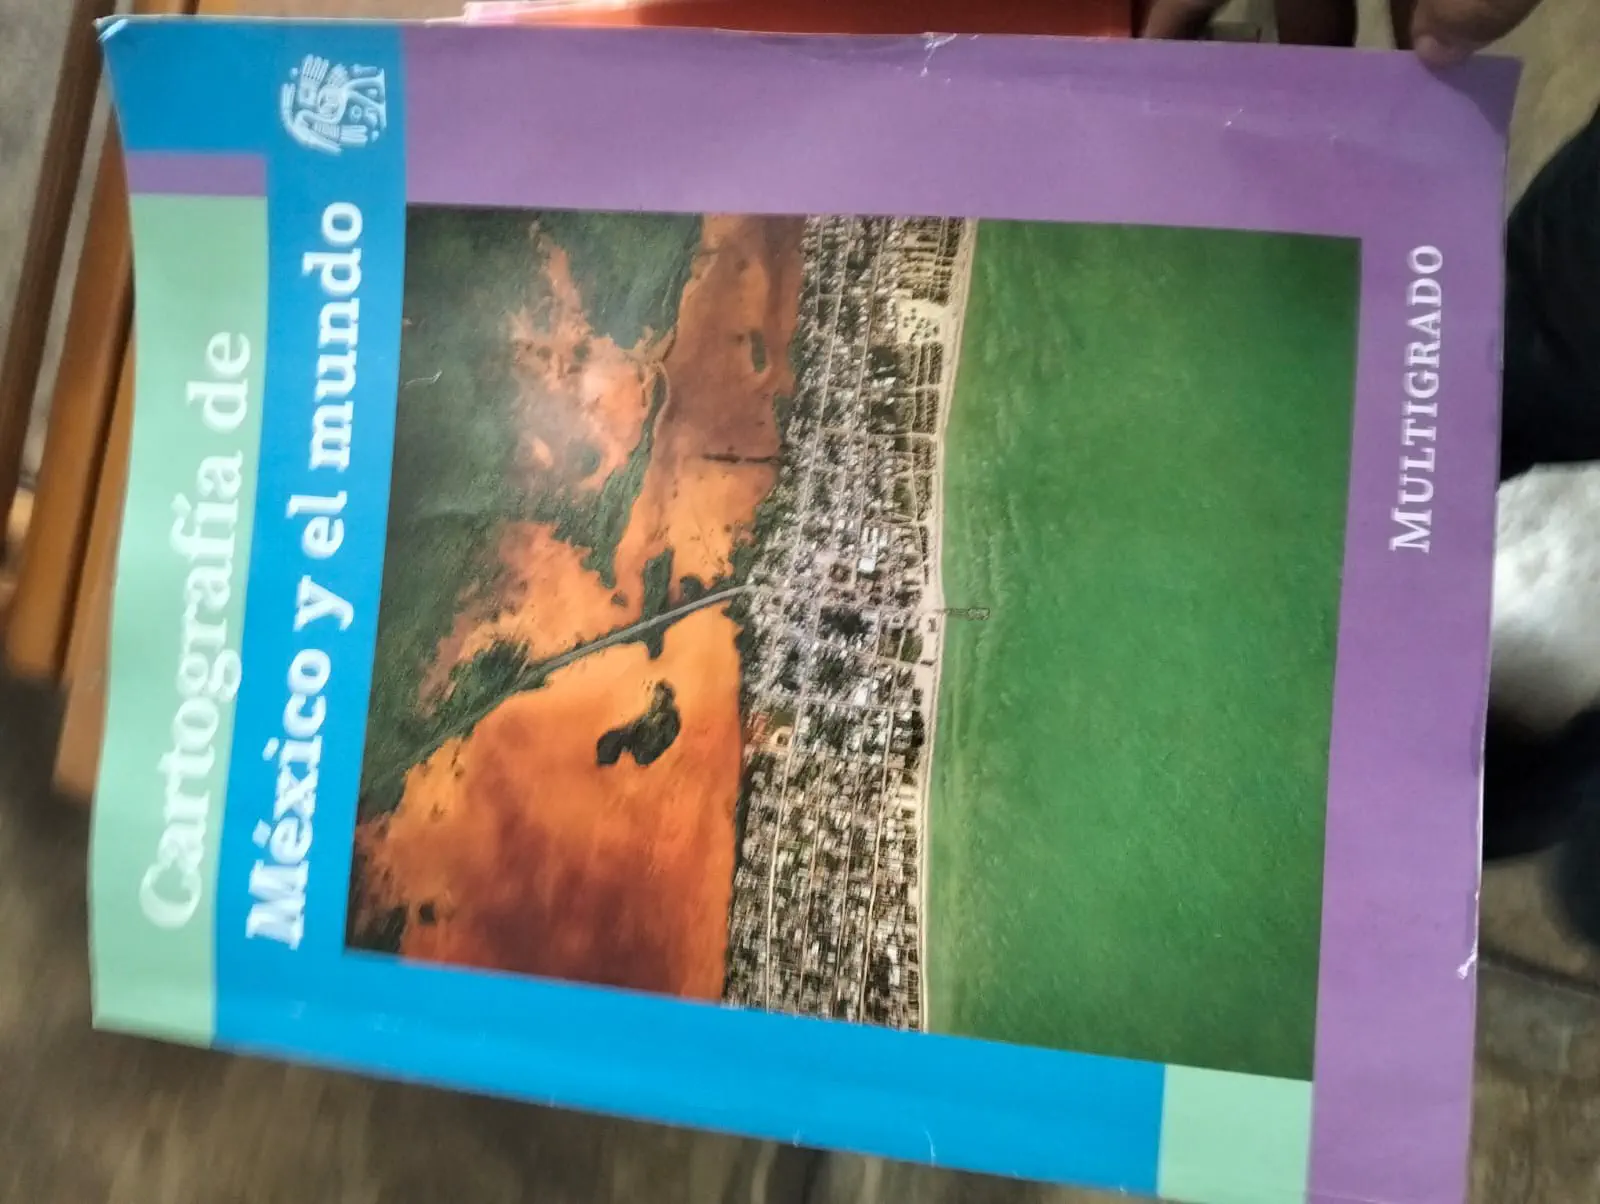 Cartografía de
México y el mundo
MULTIGRADO